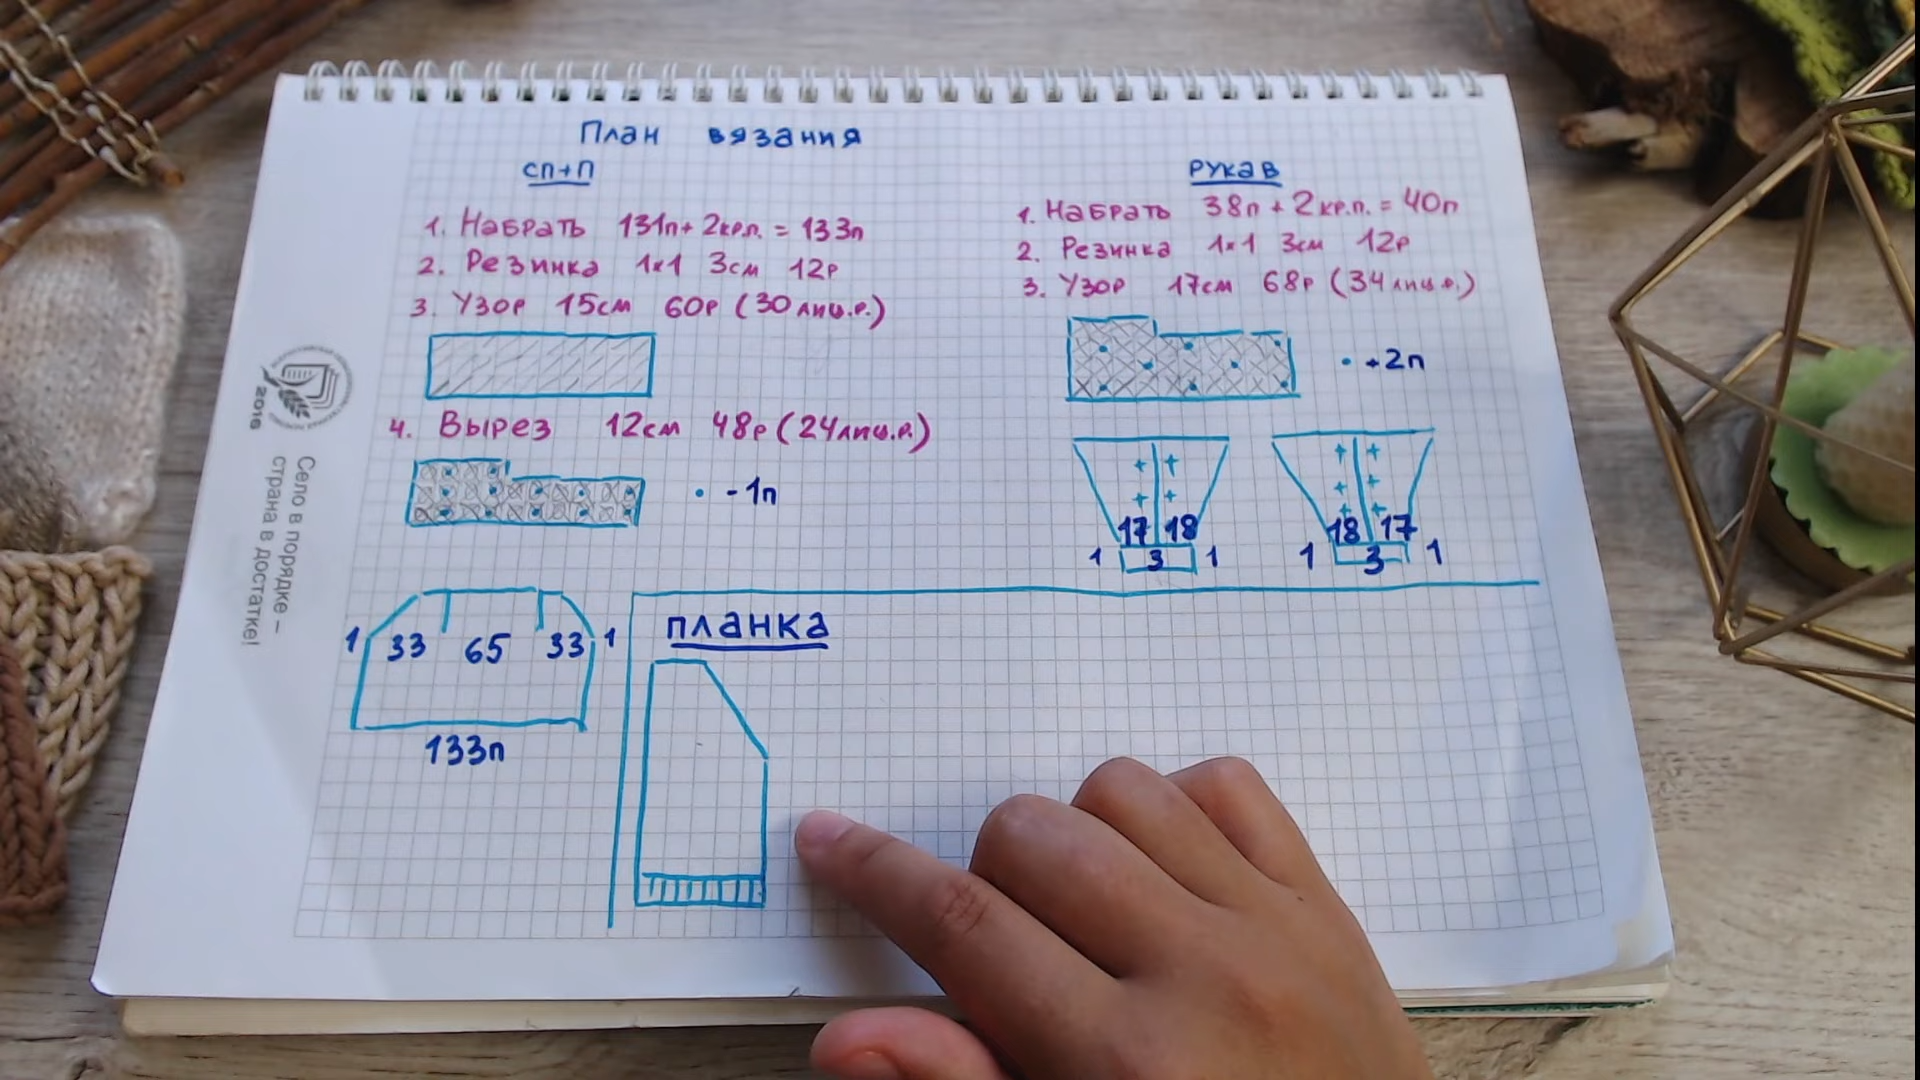 План вязания
СП+П
1. Набрать 131п + 2кр.п. = 133п
2. Резинка 1×1 3см 12р
3. Узор 15см 60р (30 лиц.р.)
4. Вырез 12см 48р (24 лиц.р.)
• - 1п
1 33 65 33 1
133п
РУКАВ
1. Набрать 38п + 2кр.п. = 40п
2. Резинка 1×1 3см 12р
3. Узор 17см 68р (34 лиц.р.)
• +2п
17 18
1 3 1
18 17
1 3 1
планка
2016
Село в порядке –
страна в достатке!